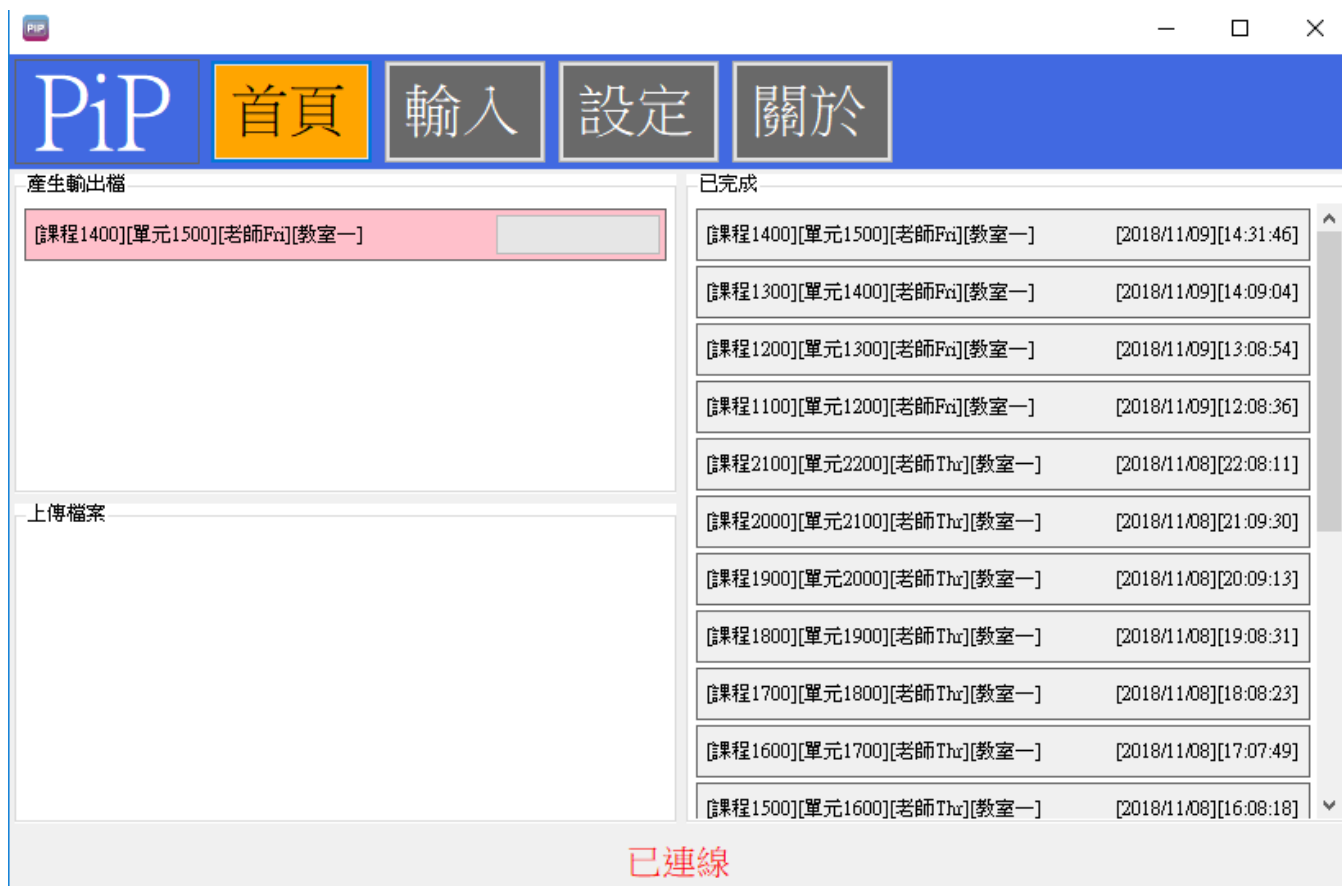 PiP
PiP 首頁 輸入 設定 關於
產生輸出檔
[課程1400][單元1500][老師Fri][教室一]
上傳檔案
已完成
[課程1400][單元1500][老師Fri][教室一] [2018/11/09][14:31:46]
[課程1300][單元1400][老師Fri][教室一] [2018/11/09][14:09:04]
[課程1200][單元1300][老師Fri][教室一] [2018/11/09][13:08:54]
[課程1100][單元1200][老師Fri][教室一] [2018/11/09][12:08:36]
[課程2100][單元2200][老師Thr][教室一] [2018/11/08][22:08:11]
[課程2000][單元2100][老師Thr][教室一] [2018/11/08][21:09:30]
[課程1900][單元2000][老師Thr][教室一] [2018/11/08][20:09:13]
[課程1800][單元1900][老師Thr][教室一] [2018/11/08][19:08:31]
[課程1700][單元1800][老師Thr][教室一] [2018/11/08][18:08:23]
[課程1600][單元1700][老師Thr][教室一] [2018/11/08][17:07:49]
[課程1500][單元1600][老師Thr][教室一] [2018/11/08][16:08:18]
已連線